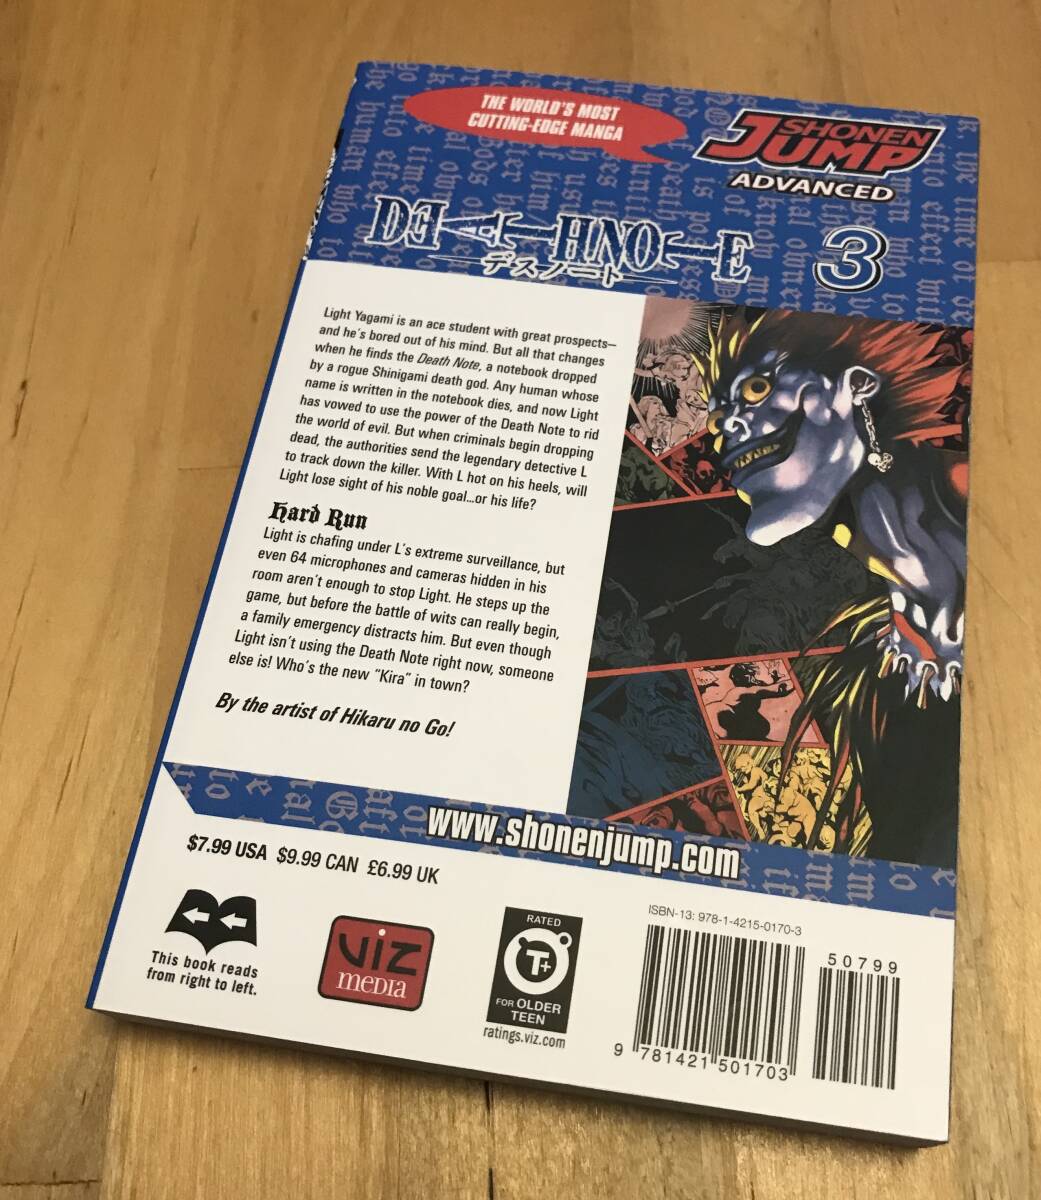 THE WORLD'S MOST
CUTTING-EDGE MANGA
SHONEN
JUMP
ADVANCED
DEATH NOTE
デスノート
3
Light Yagami is an ace student with great prospects—
and he's bored out of his mind. But all that changes
when he finds the Death Note, a notebook dropped
by a rogue Shinigami death god. Any human whose
name is written in the notebook dies, and now Light
has vowed to use the power of the Death Note to rid
the world of evil. But when criminals begin dropping
dead, the authorities send the legendary detective L
to track down the killer. With L hot on his heels, will
Light lose sight of his noble goal...or his life?
Hard Run
Light is chafing under L's extreme surveillance, but
even 64 microphones and cameras hidden in his
room aren't enough to stop Light. He steps up the
game, but before the battle of wits can really begin,
a family emergency distracts him. But even though
Light isn't using the Death Note right now, someone
else is! Who's the new "Kira" in town?
By the artist of Hikaru no Go!
www.shonenjump.com
$7.99 USA $9.99 CAN £6.99 UK
This book reads
from right to left.
VIZ
MEDIA
RATED
T+
FOR OLDER
TEEN
ratings.viz.com
ISBN-13: 978-1-4215-0170-3
50799
9 781421 501703